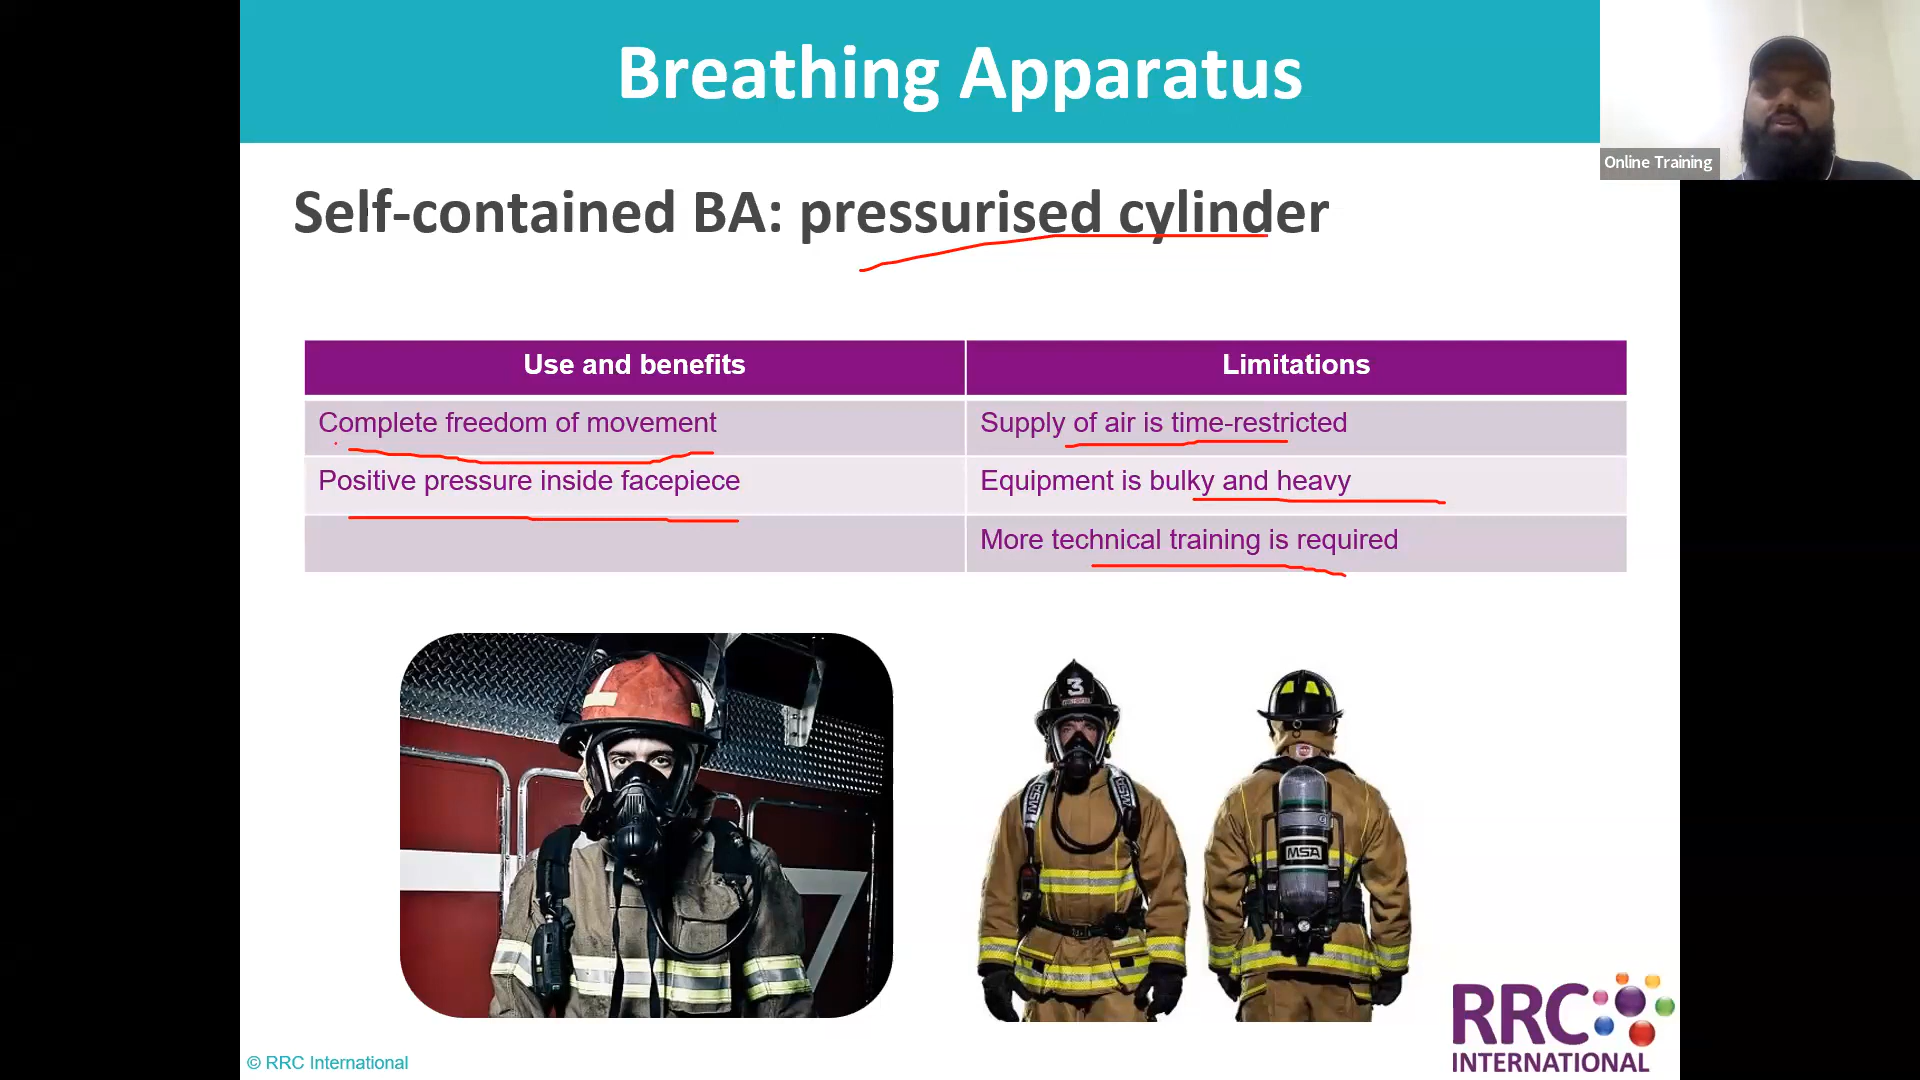 Breathing Apparatus
Online Training
Self-contained BA: pressurised cylinder
Use and benefits
Limitations
Complete freedom of movement
Supply of air is time-restricted
Positive pressure inside facepiece
Equipment is bulky and heavy
More technical training is required
3
MSA
MSA
MSA
7
RRC
INTERNATIONAL
© RRC International